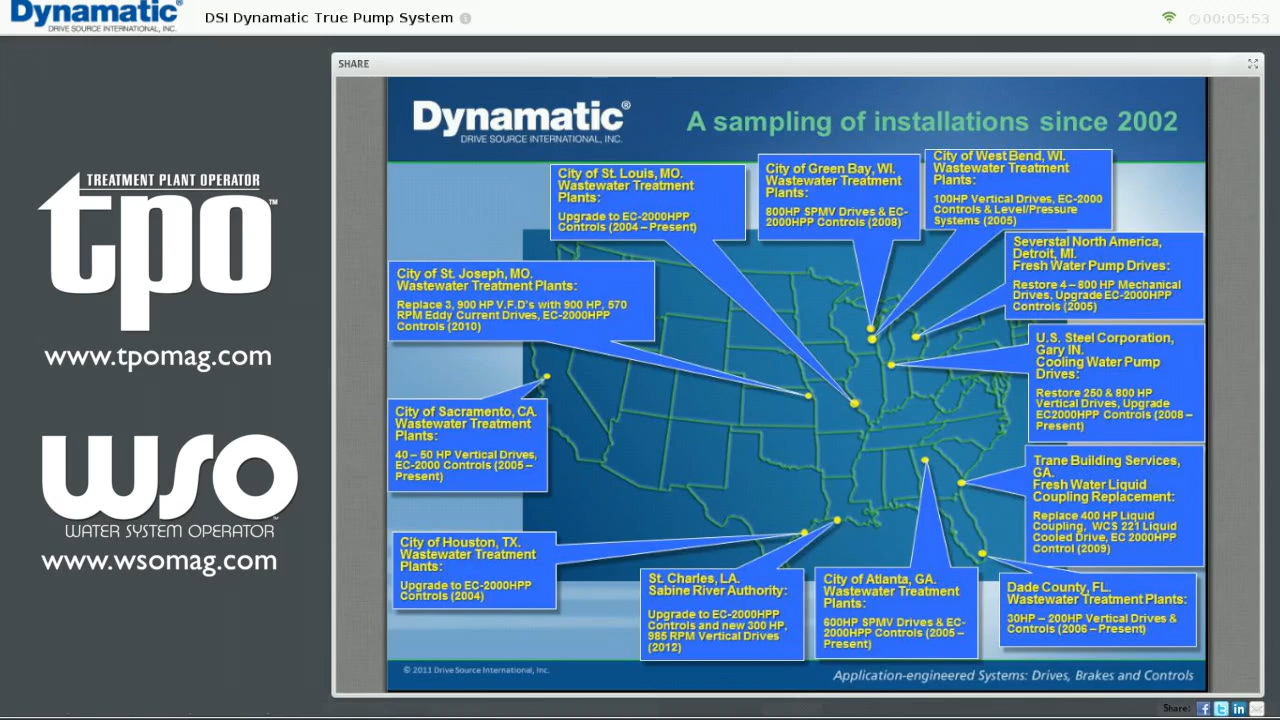 Dynamatic®
DRIVE SOURCE INTERNATIONAL, INC.
DSI Dynamatic True Pump System
00:05:53
SHARE
TREATMENT PLANT OPERATOR
tpo™
www.tpomag.com
wso
WATER SYSTEM OPERATOR
www.wsomag.com
Dynamatic®
DRIVE SOURCE INTERNATIONAL, INC.
A sampling of installations since 2002
City of St. Louis, MO.
Wastewater Treatment
Plants:
Upgrade to EC-2000HPP
Controls (2004 – Present)
City of Green Bay, WI.
Wastewater Treatment
Plants:
800HP SPMV Drives & EC-
2000HPP Controls (2008)
City of West Bend, WI.
Wastewater Treatment
Plants:
100HP Vertical Drives, EC-2000
Controls & Level/Pressure
Systems (2005)
Severstal North America,
Detroit, MI.
Fresh Water Pump Drives:
Restore 4 – 800 HP Mechanical
Drives, Upgrade EC-2000HPP
Controls (2005)
City of St. Joseph, MO.
Wastewater Treatment Plants:
Replace 3, 900 HP V.F.D's with 900 HP, 570
RPM Eddy Current Drives, EC-2000HPP
Controls (2010)
U.S. Steel Corporation,
Gary IN.
Cooling Water Pump
Drives:
Restore 250 & 800 HP
Vertical Drives, Upgrade
EC2000HPP Controls (2008 –
Present)
City of Sacramento, CA.
Wastewater Treatment
Plants:
40 – 50 HP Vertical Drives,
EC-2000 Controls (2005 –
Present)
Trane Building Services,
GA.
Fresh Water Liquid
Coupling Replacement:
Replace 400 HP Liquid
Coupling, WCS 221 Liquid
Cooled Drive, EC 2000HPP
Control (2009)
City of Houston, TX.
Wastewater Treatment
Plants:
Upgrade to EC-2000HPP
Controls (2004)
St. Charles, LA.
Sabine River Authority:
Upgrade to EC-2000HPP
Controls and new 300 HP,
985 RPM Vertical Drives
(2012)
City of Atlanta, GA.
Wastewater Treatment
Plants:
600HP SPMV Drives & EC-
2000HPP Controls (2005 –
Present)
Dade County, FL.
Wastewater Treatment Plants:
30HP – 200HP Vertical Drives &
Controls (2006 – Present)
© 2011 Drive Source International, Inc.
Application-engineered Systems: Drives, Brakes and Controls
Share: